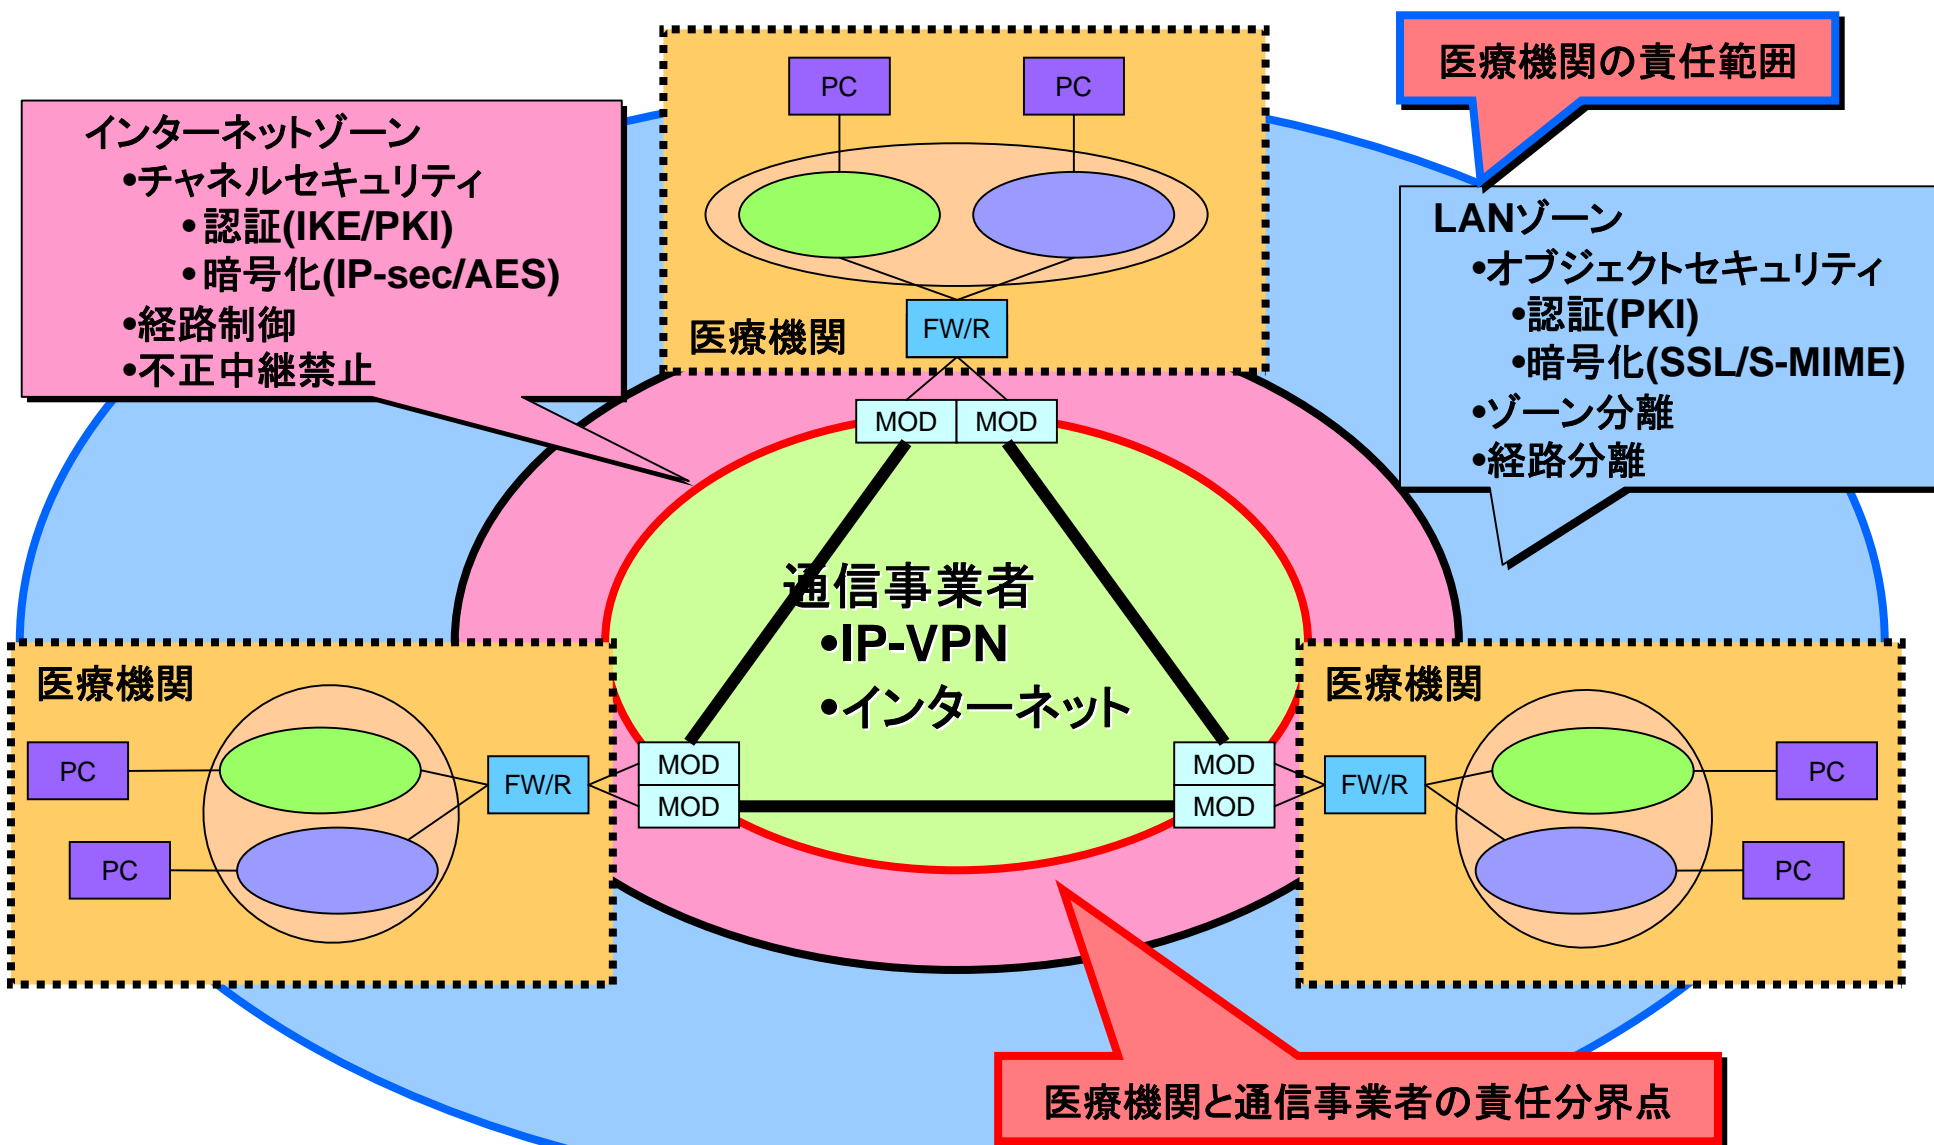 医療機関の責任範囲
PC
PC
インターネットゾーン
•チャネルセキュリティ
•認証(IKE/PKI)
•暗号化(IP-sec/AES)
•経路制御
•不正中継禁止
LANゾーン
•オブジェクトセキュリティ
•認証(PKI)
•暗号化(SSL/S-MIME)
•ゾーン分離
•経路分離
医療機関
FW/R
MOD
MOD
通信事業者
•IP-VPN
•インターネット
医療機関
PC
PC
FW/R
MOD
MOD
医療機関
MOD
MOD
FW/R
PC
PC
医療機関と通信事業者の責任分界点